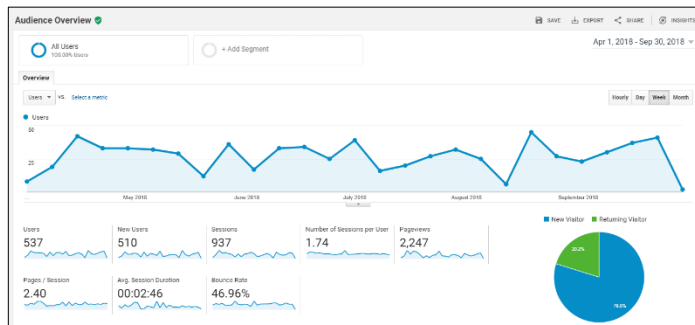 Audience Overview
SAVE EXPORT SHARE INSIGHTS
Apr 1, 2018 - Sep 30, 2018
All Users
100.00% Users
+ Add Segment
Overview
Users VS. Select a metric
Hourly Day Week Month
Users
50
25
...
May 2018 June 2018 July 2018 August 2018 September 2018
New Visitor Returning Visitor
Users New Users Sessions Number of Sessions per User Pageviews
537 510 937 1.74 2,247
Pages / Session Avg. Session Duration Bounce Rate
2.40 00:02:46 46.96%
20.2%